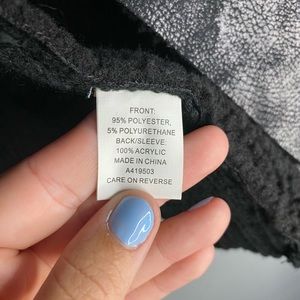 FRONT:
95% POLYESTER,
5% POLYURETHANE
BACK/SLEEVE:
100% ACRYLIC
MADE IN CHINA
A419503
CARE ON REVERSE